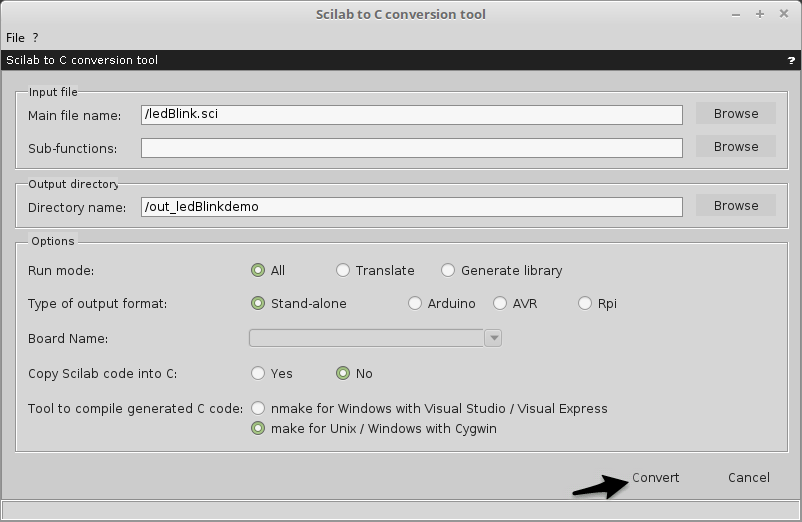 Scilab to C conversion tool
File ?
Scilab to C conversion tool ?
Input file
Main file name: /ledBlink.sci Browse
Sub-functions: Browse
Output directory
Directory name: /out_ledBlinkdemo Browse
Options
Run mode: All Translate Generate library
Type of output format: Stand-alone Arduino AVR Rpi
Board Name:
Copy Scilab code into C: Yes No
Tool to compile generated C code: nmake for Windows with Visual Studio / Visual Express
make for Unix / Windows with Cygwin
Convert Cancel